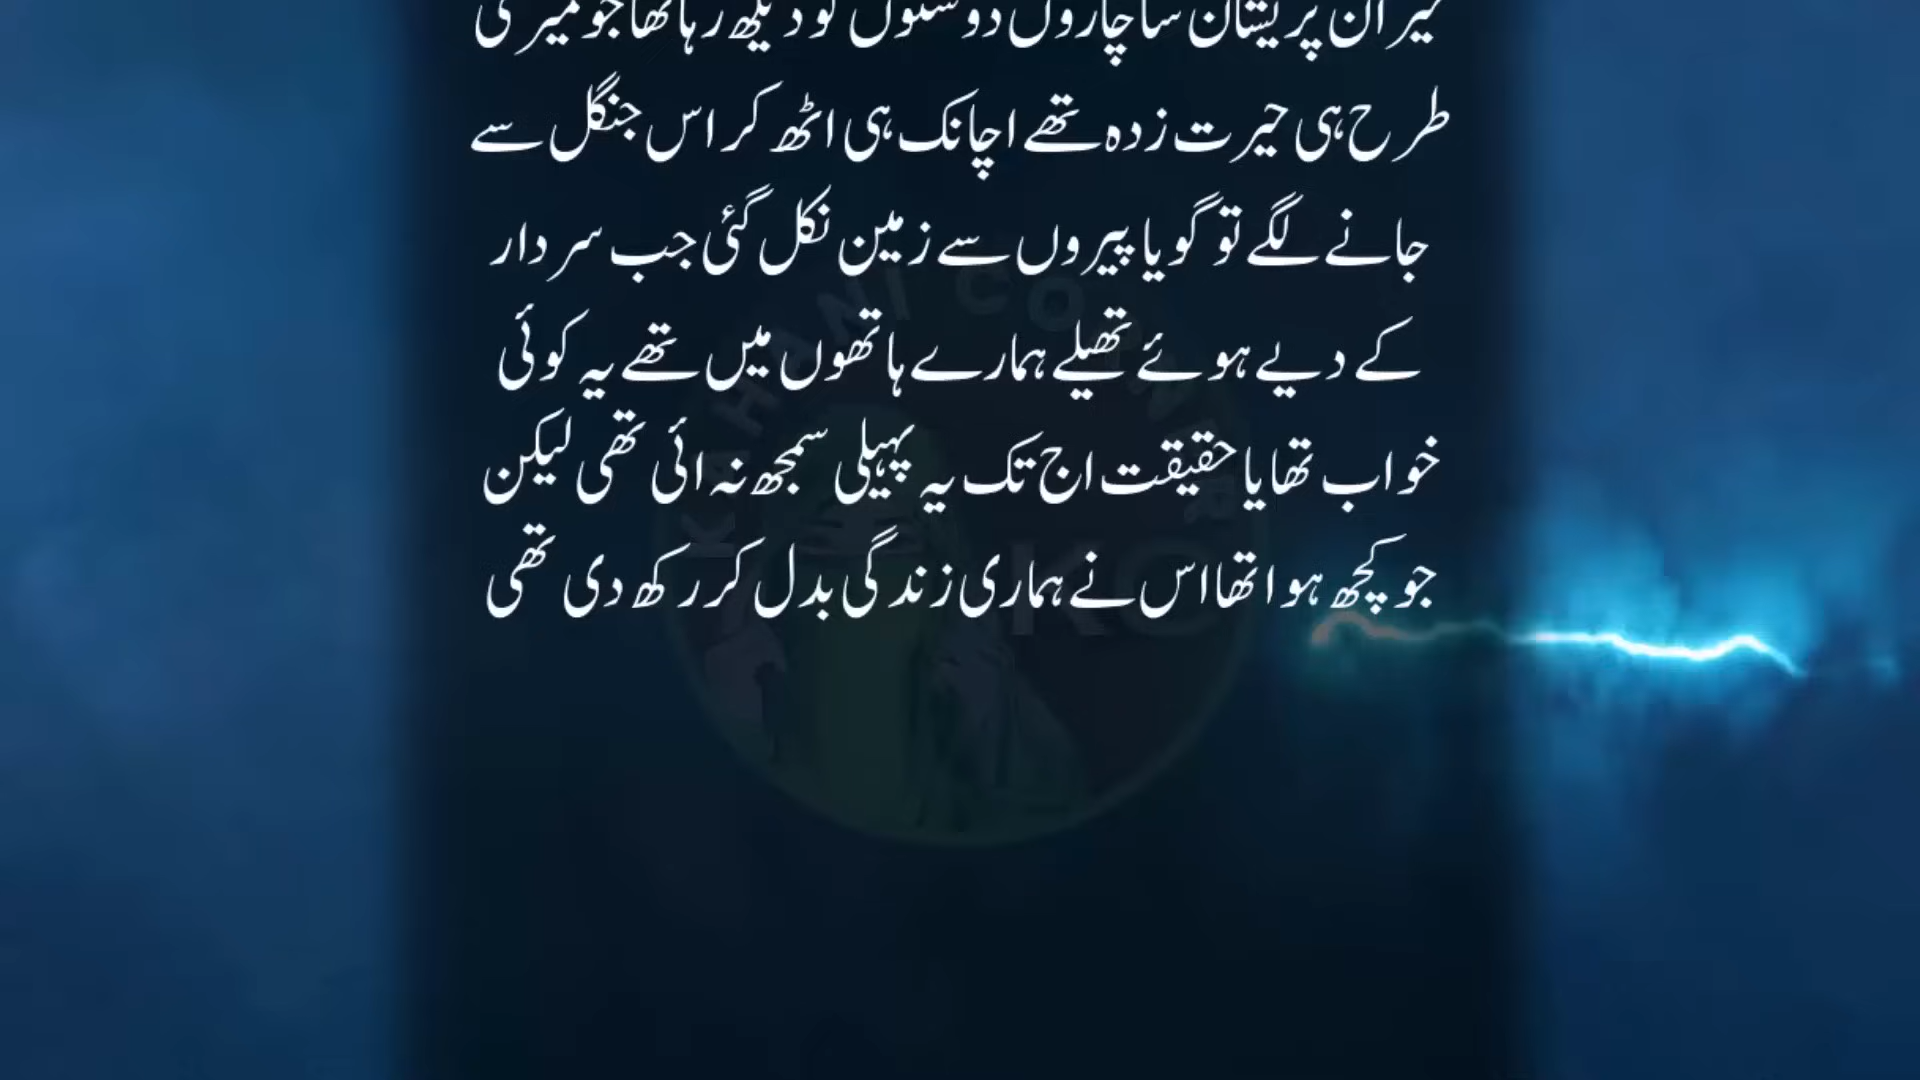 حیران پریشان سا چاروں دوستوں کو دیکھ رہا تھا جو میری
طرح ہی حیرت زدہ تھے اچانک ہی اٹھ کر اس جنگل سے
جانے لگے تو گویا پیروں سے زمین نکل گئی جب سردار
کے دیے ہوئے تھیلے ہمارے ہاتھوں میں تھے یہ کوئی
خواب تھا یا حقیقت اج تک یہ پہیلی سمجھ نہ ائی تھی لیکن
جو کچھ ہوا تھا اس نے ہماری زندگی بدل کر رکھ دی تھی
KAHANI CORNER
KC